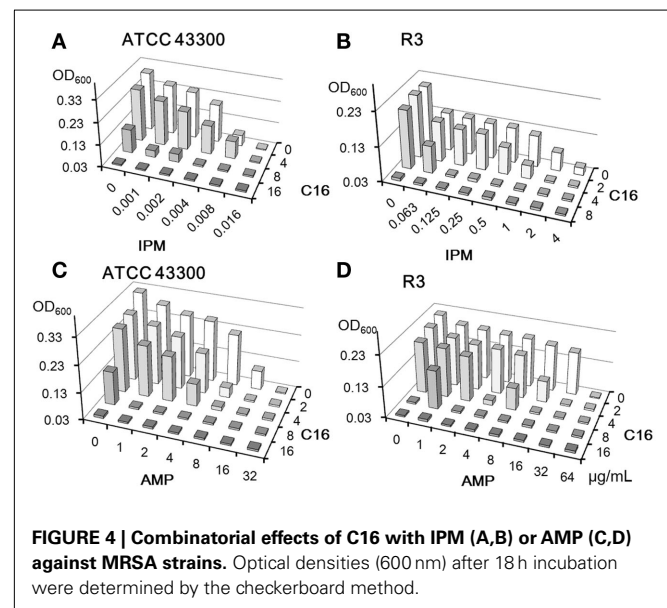 A
ATCC 43300
OD600
0.33
0.23
0.13
0.03
0
0.001
0.002
0.004
0.008
0.016
IPM
0
4
8
16
C16
B
R3
OD600
0.23
0.13
0.03
0
0.063
0.125
0.25
0.5
1
2
4
IPM
0
2
4
8
C16
C
ATCC 43300
OD600
0.33
0.23
0.13
0.03
0
1
2
4
8
16
32
AMP
0
2
4
8
16
C16
D
R3
OD600
0.23
0.13
0.03
0
1
2
4
8
16
32
64
AMP
0
2
4
8
16
C16
µg/mL
FIGURE 4 | Combinatorial effects of C16 with IPM (A,B) or AMP (C,D)
against MRSA strains. Optical densities (600 nm) after 18 h incubation
were determined by the checkerboard method.